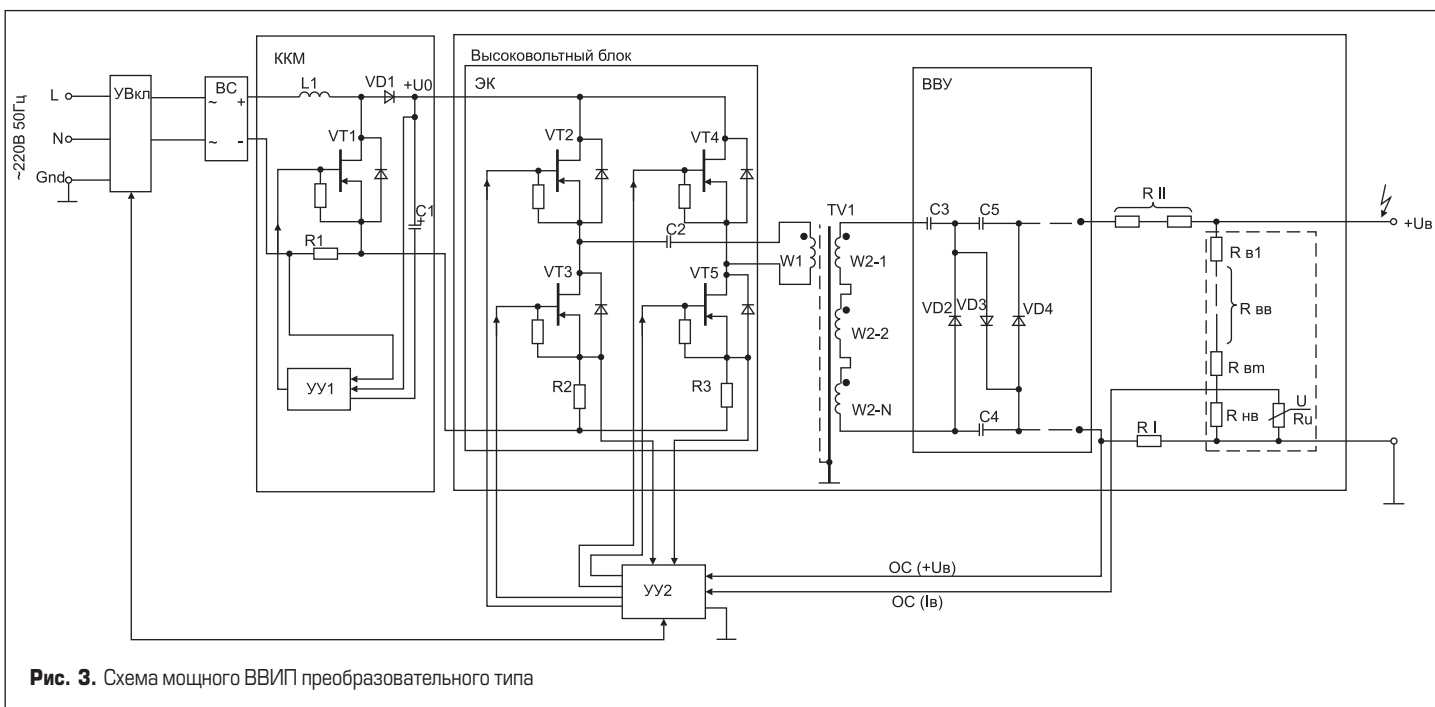 ~220В 50Гц
L
N
Gnd
УВкл
ВС
~
+
~
-
ККМ
L1
VD1
+U0
VT1
C1
+
R1
УУ1
Высоковольтный блок
ЭК
VT2
VT4
C2
VT3
VT5
R2
R3
W1
TV1
W2-1
W2-2
W2-N
ВВУ
C3
C5
VD2
VD3
VD4
C4
R II
+Uв
R в1
R вв
R вm
R нв
U
Ru
R I
УУ2
ОС (+Uв)
ОС (Iв)
Рис. 3. Схема мощного ВВИП преобразовательного типа